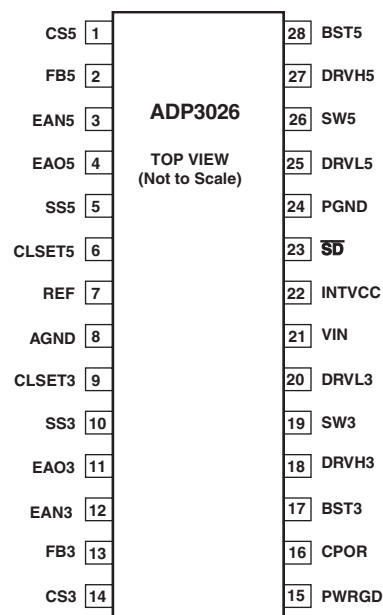 CS5 1
FB5 2
EAN5 3
EAO5 4
SS5 5
CLSET5 6
REF 7
AGND 8
CLSET3 9
SS3 10
EAO3 11
EAN3 12
FB3 13
CS3 14
ADP3026
TOP VIEW
(Not to Scale)
28 BST5
27 DRVH5
26 SW5
25 DRVL5
24 PGND
23 SD
22 INTVCC
21 VIN
20 DRVL3
19 SW3
18 DRVH3
17 BST3
16 CPOR
15 PWRGD